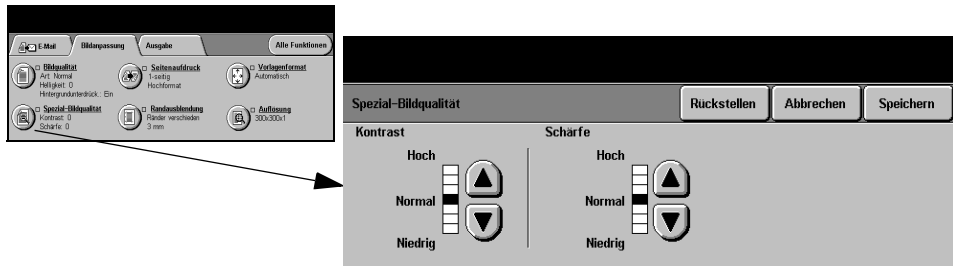 E-Mail
Bildanpassung
Ausgabe
Alle Funktionen
Bildqualität
Art: Normal
Helligkeit: 0
Hintergrundunterdrück.: Ein
Seitenaufdruck
1-seitig
Hochformat
Vorlagenformat
Automatisch
Spezial-Bildqualität
Kontrast: 0
Schärfe: 0
Randausblendung
Ränder verschieden
3 mm
Auflösung
300x300x1
Spezial-Bildqualität
Rückstellen
Abbrechen
Speichern
Kontrast
Hoch
Normal
Niedrig
Schärfe
Hoch
Normal
Niedrig